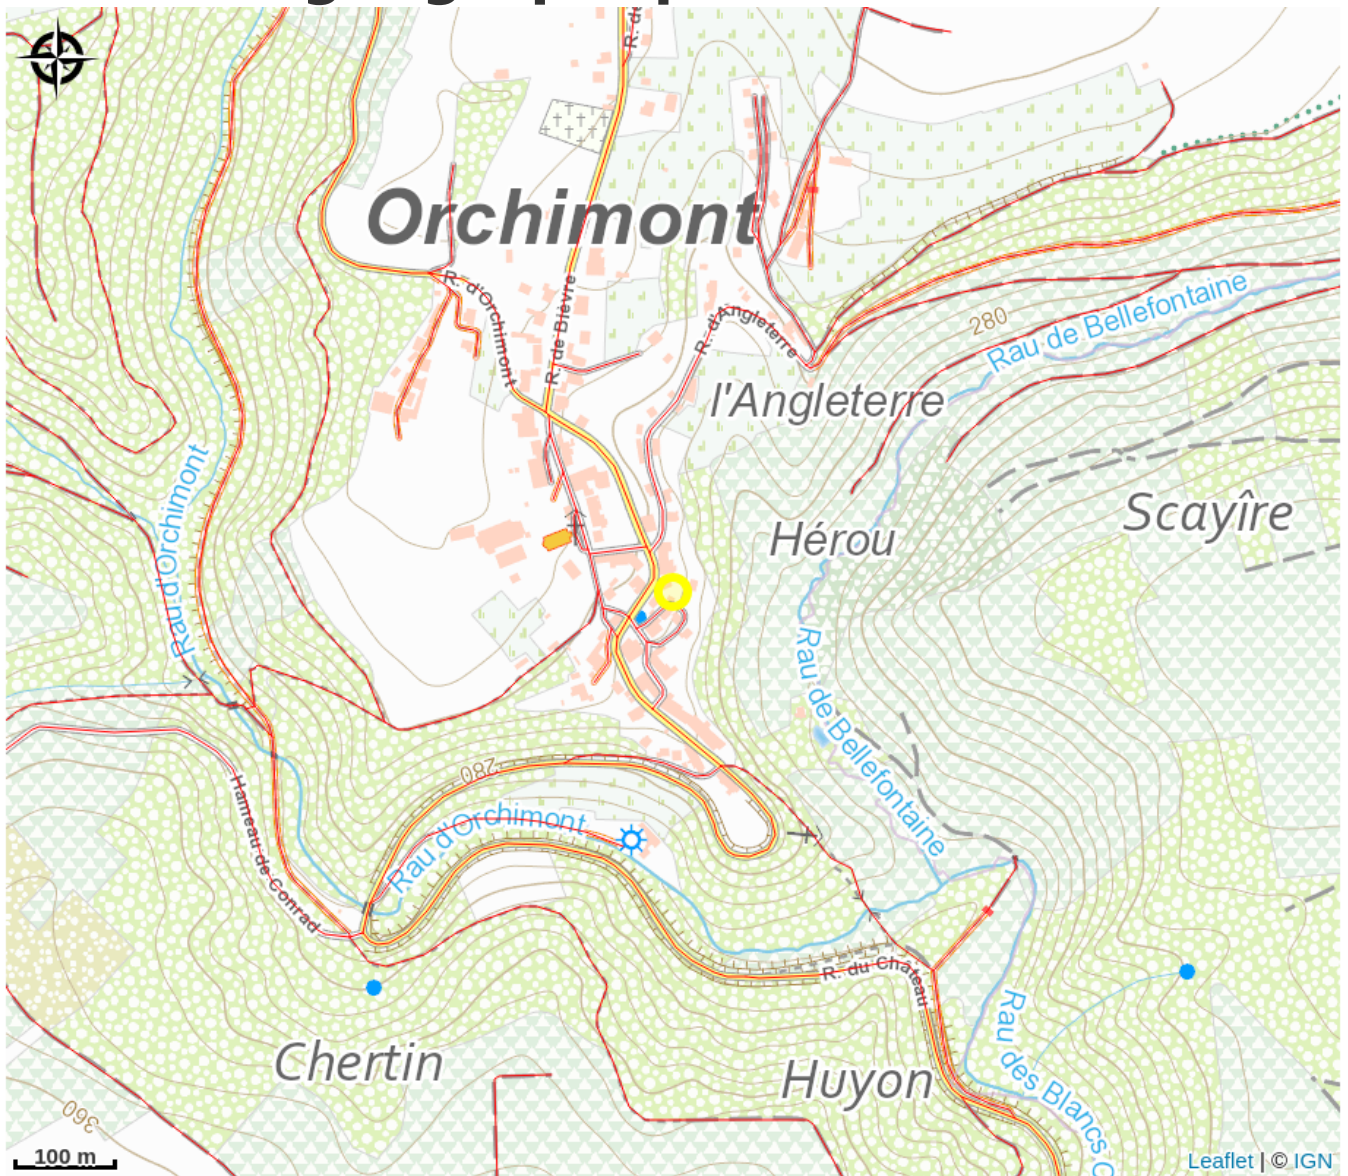 R. de
Orchimont
R. d'Orchimont
R. de Bièvre
R. d'Angleterre
280
Rau de Bellefontaine
l'Angleterre
Rau d'Orchimont
Scayîre
Hérou
Rau de Bellefontaine
280
Hameau de Conrad
Rau d'Orchimont
R. du Château
Rau des Blancs
Chertin
Huyon
360
100 m
Leaflet | © IGN